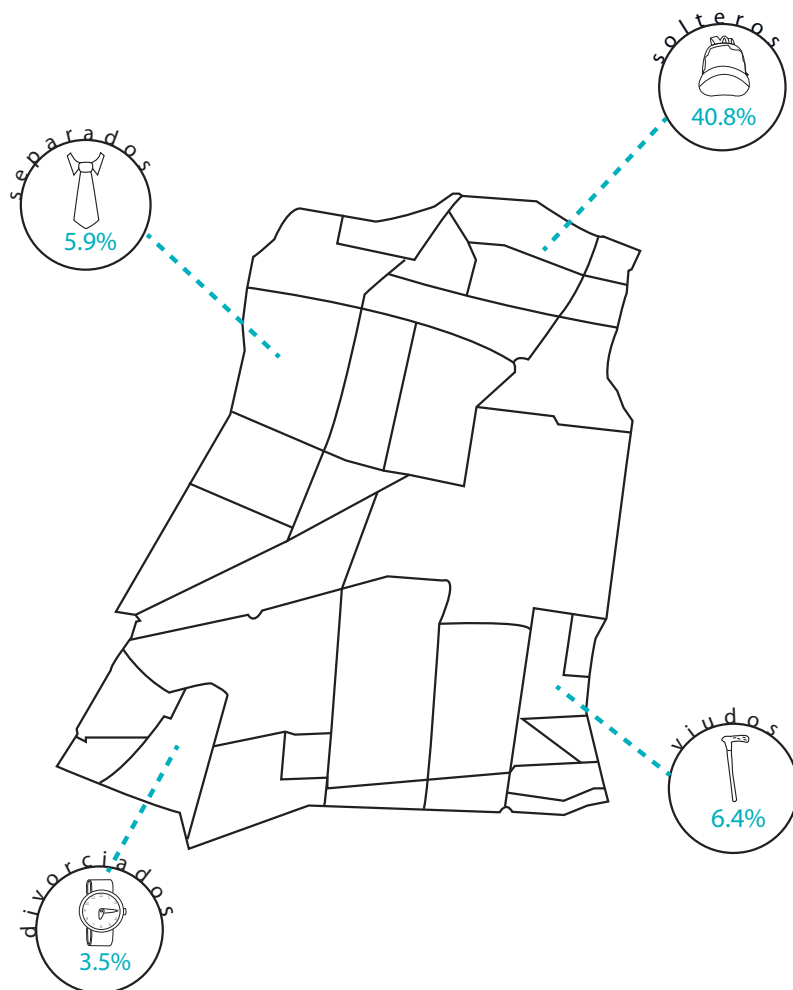 solteros
40.8%
separados
5.9%
viudos
6.4%
divorciados
3.5%